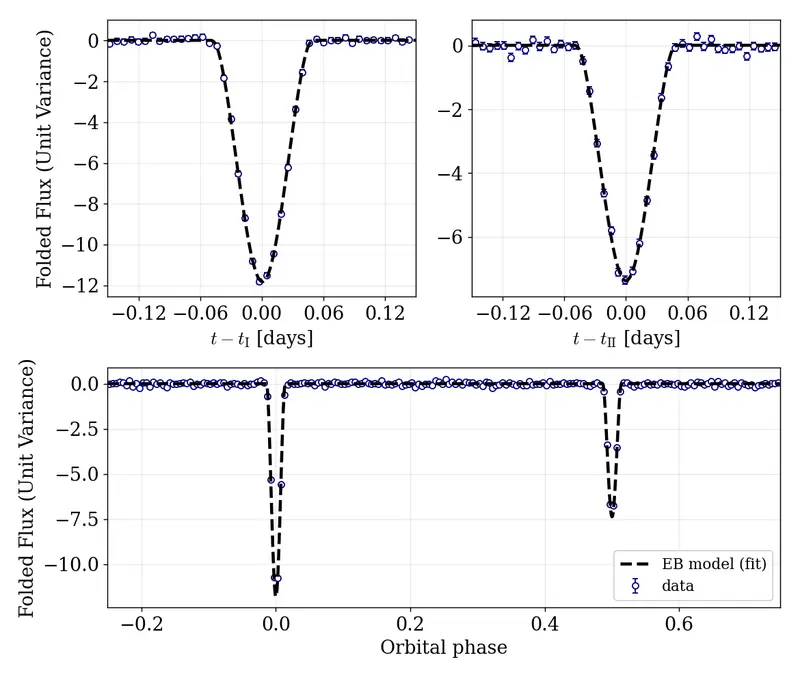 Folded Flux (Unit Variance)
0
−2
−4
−6
−8
−10
−12
−0.12 −0.06 0.00 0.06 0.12
t − tI [days]
0
−2
−4
−6
−0.12 −0.06 0.00 0.06 0.12
t − tII [days]
Folded Flux (Unit Variance)
0.0
−2.5
−5.0
−7.5
−10.0
−0.2 0.0 0.2 0.4 0.6
Orbital phase
EB model (fit)
data